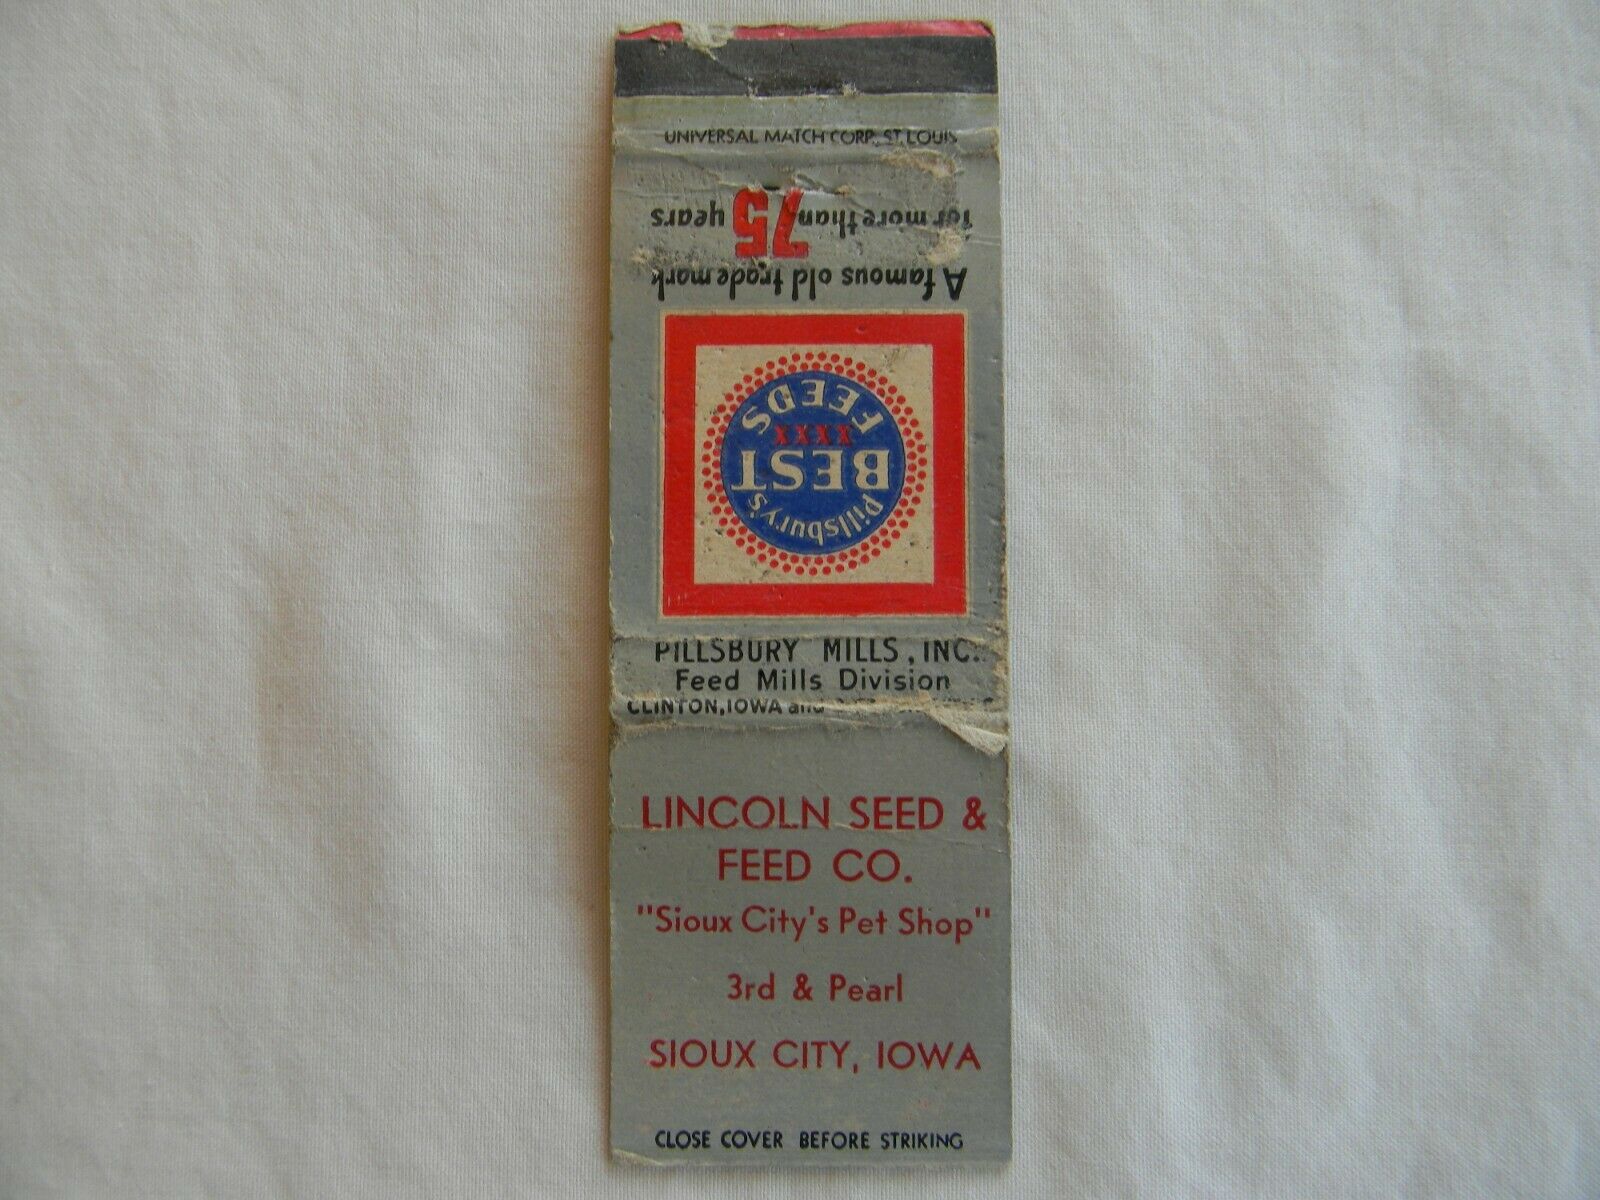 UNIVERSAL MATCH CORP., ST. LOUIS
A famous old trademark
for more than 75 years
Pillsbury's
BEST
XXXX
FEEDS
PILLSBURY MILLS, INC.
Feed Mills Division
CLINTON, IOWA and
LINCOLN SEED &
FEED CO.
"Sioux City's Pet Shop"
3rd & Pearl
SIOUX CITY, IOWA
CLOSE COVER BEFORE STRIKING